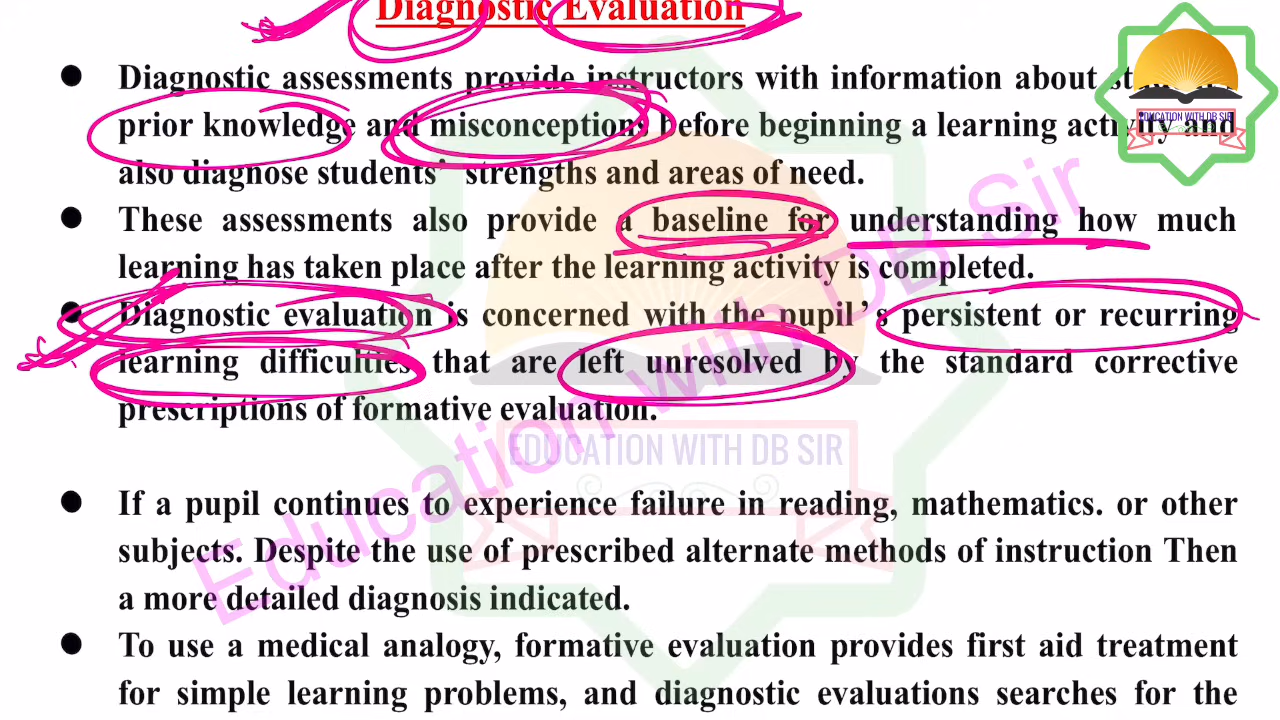 Diagnostic Evaluation
● Diagnostic assessments provide instructors with information about
prior knowledge and misconceptions before beginning a learning activity and
also diagnose students’ strengths and areas of need.
● These assessments also provide a baseline for understanding how much
learning has taken place after the learning activity is completed.
● Diagnostic evaluation is concerned with the pupil’s persistent or recurring
learning difficulties that are left unresolved by the standard corrective
prescriptions of formative evaluation.
● If a pupil continues to experience failure in reading, mathematics. or other
subjects. Despite the use of prescribed alternate methods of instruction Then
a more detailed diagnosis indicated.
● To use a medical analogy, formative evaluation provides first aid treatment
for simple learning problems, and diagnostic evaluations searches for the
EDUCATION WITH DB SIR
Education with DB Sir
EDUCATION WITH DB SIR